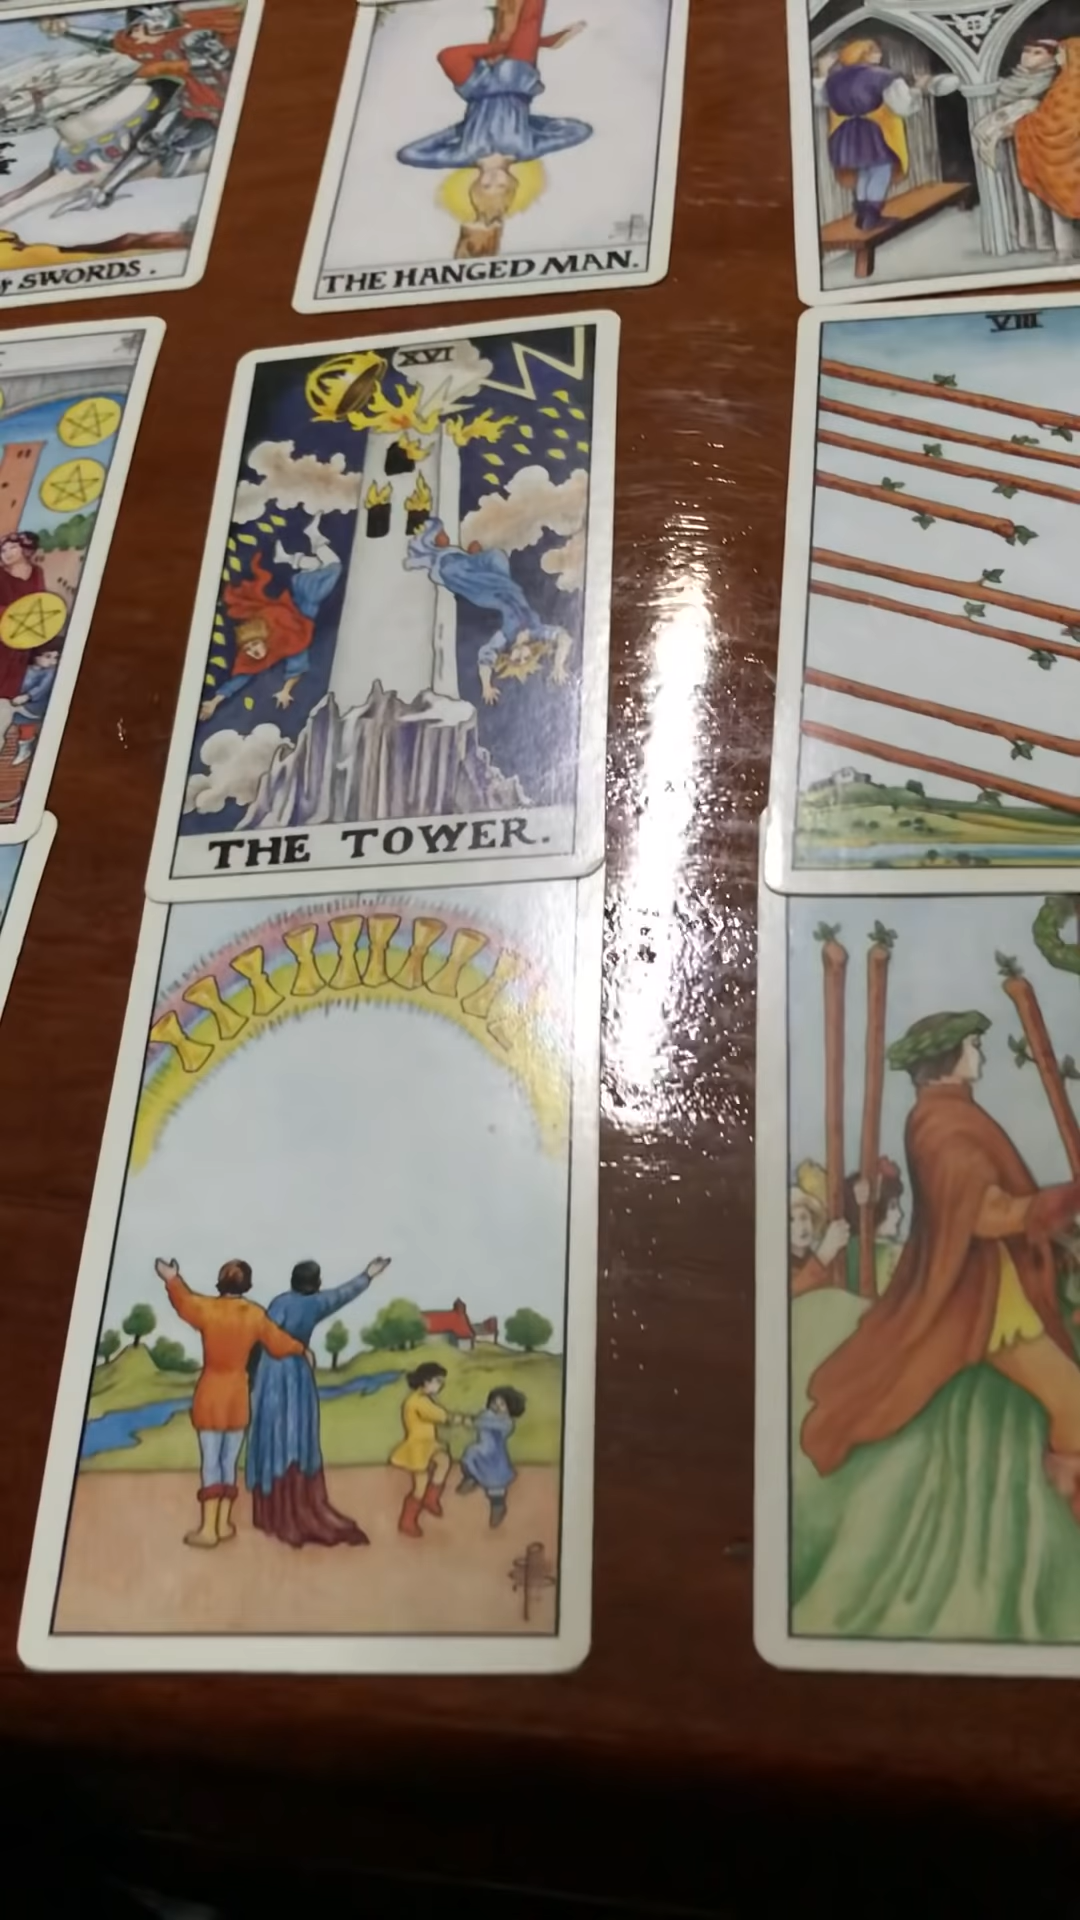 SWORDS.
THE HANGED MAN.
XVI
THE TOWER.
VIII